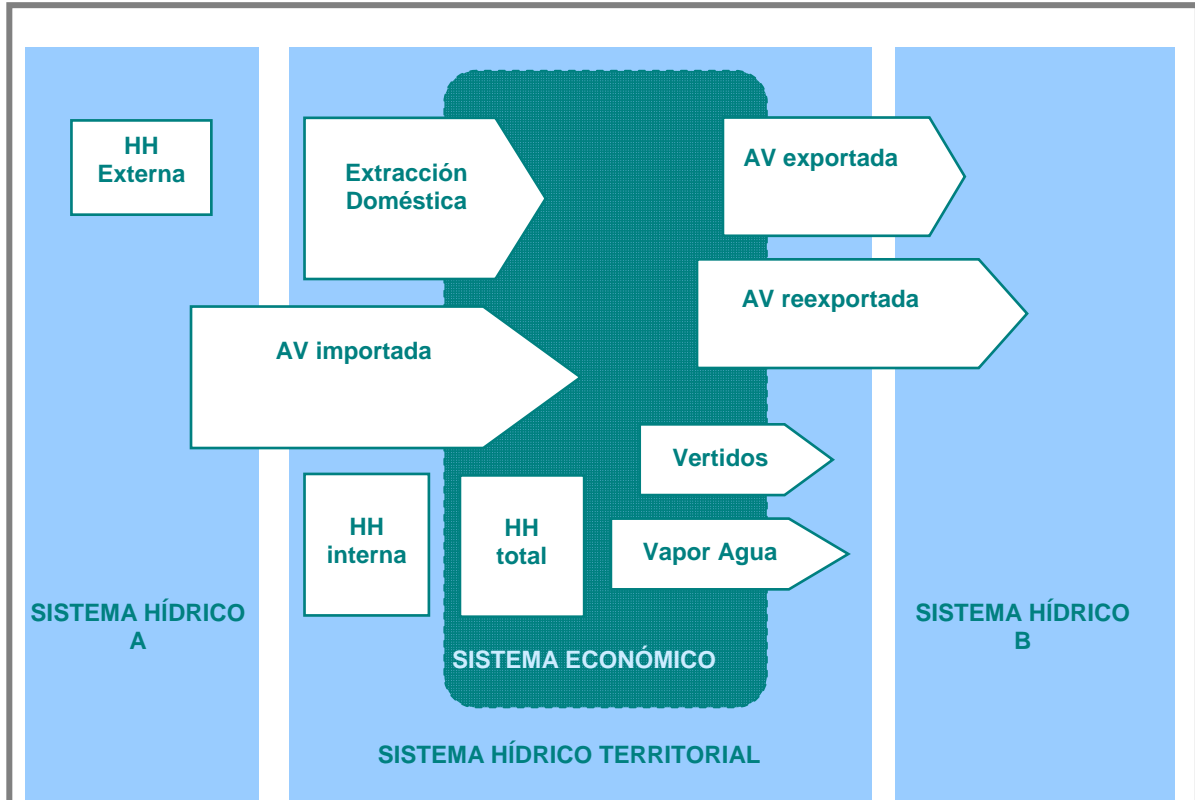 HH
Externa
Extracción
Doméstica
AV exportada
AV reexportada
AV importada
Vertidos
HH
interna
HH
total
Vapor Agua
SISTEMA HÍDRICO
A
SISTEMA HÍDRICO
B
SISTEMA ECONÓMICO
SISTEMA HÍDRICO TERRITORIAL